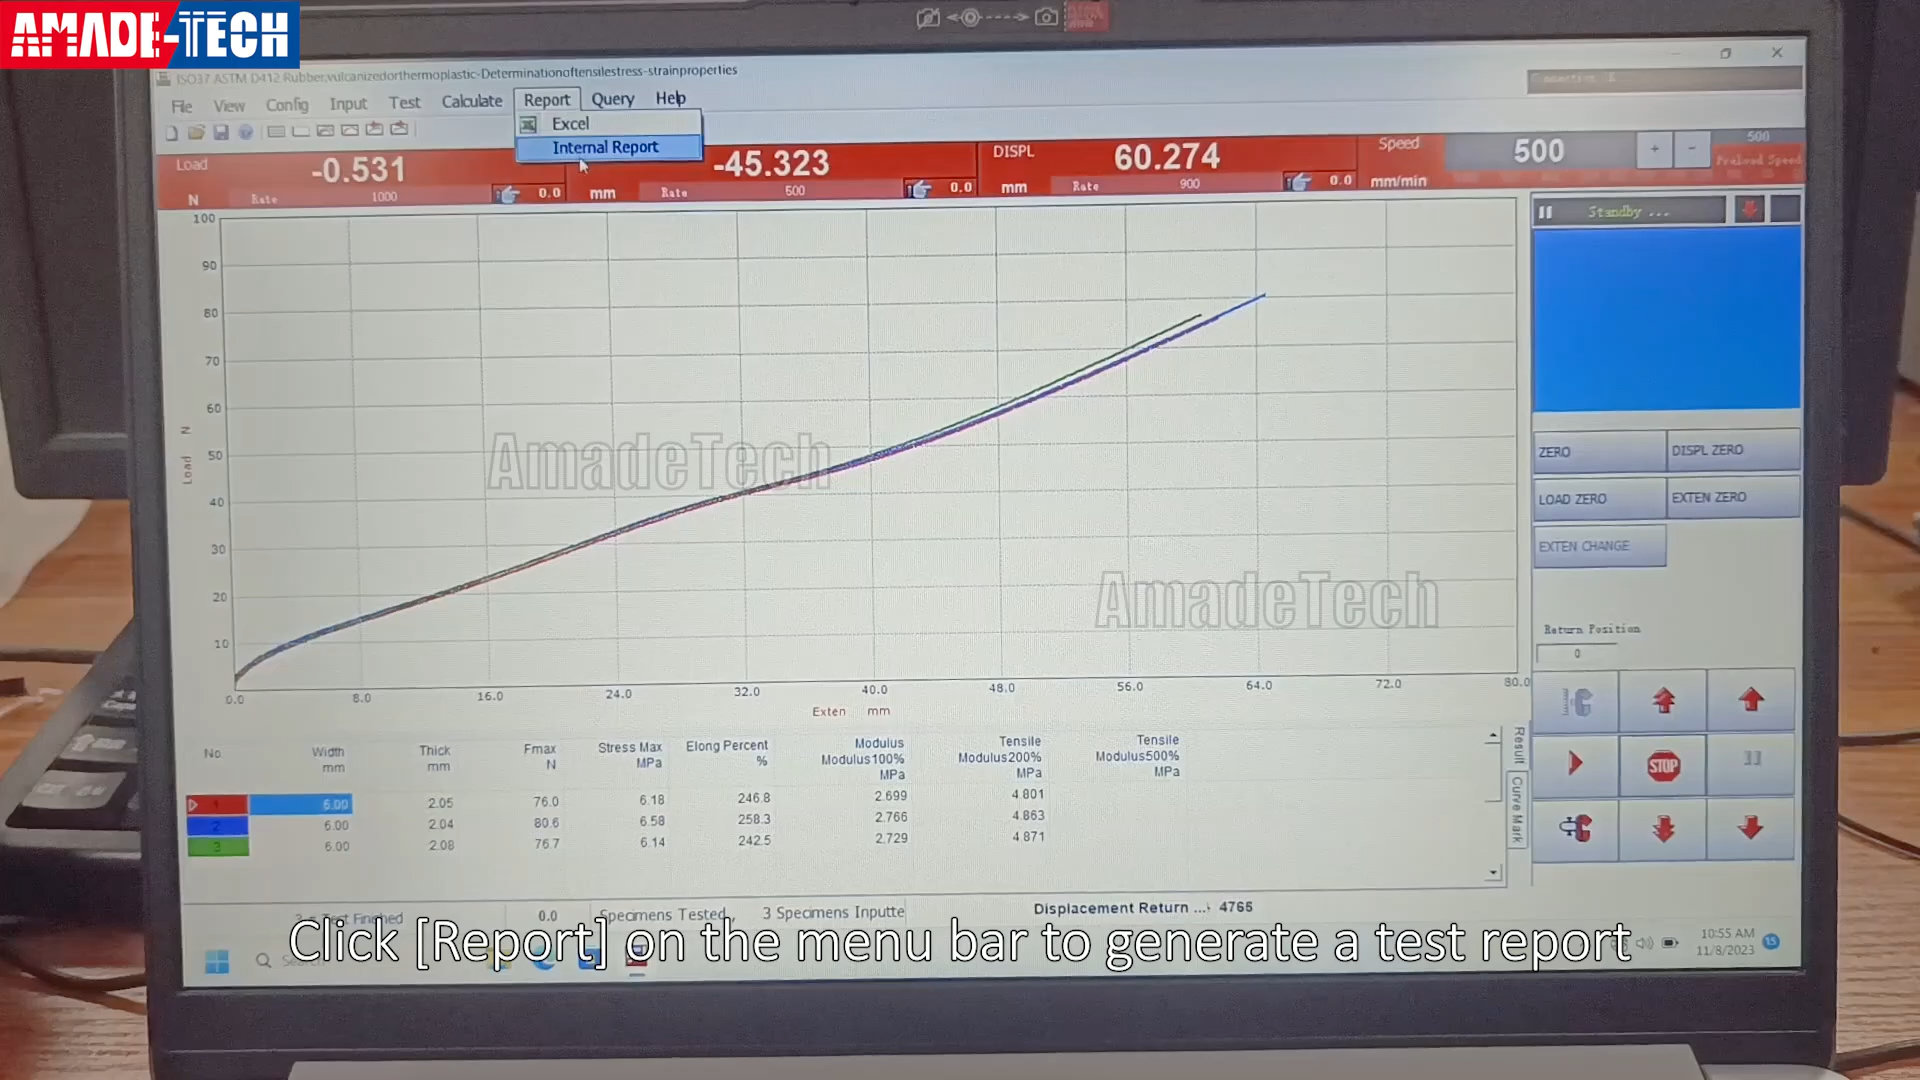 AMADE-TECH
ISO37 ASTM D412 Rubber,vulcanizedorthermoplastic-Determinationoftensilestress-strainproperties
File View Config Input Test Calculate Report Query Help
Excel
Internal Report
Load -0.531 N Rate 1000 0.0
-45.323 mm Rate 500 0.0
DISPL 60.274 mm Rate 900 0.0
Speed 500 mm/min + - 500 Preload Speed
Standby ...
100
90
80
70
60
50
40
30
20
10
Load N
0.0 8.0 16.0 24.0 32.0 40.0 48.0 56.0 64.0 72.0 80.0
Exten mm
AmadeTech
AmadeTech
ZERO DISPL ZERO
LOAD ZERO EXTEN ZERO
EXTEN CHANGE
Return Position
0
STOP
Result
Curve Mark
No. Width Thick Fmax Stress Max Elong Percent Modulus Tensile Tensile
Modulus100% Modulus200% Modulus500%
mm mm N MPa % MPa MPa MPa
1 6.00 2.05 76.0 6.18 246.8 2.699 4.801
2 6.00 2.04 80.6 6.58 258.3 2.766 4.863
3 6.00 2.08 76.7 6.14 242.5 2.729 4.871
Test Finished 0.0 Specimens Tested, 3 Specimens Inputte Displacement Return ...: 4765
Click [Report] on the menu bar to generate a test report
10:55 AM
11/8/2023